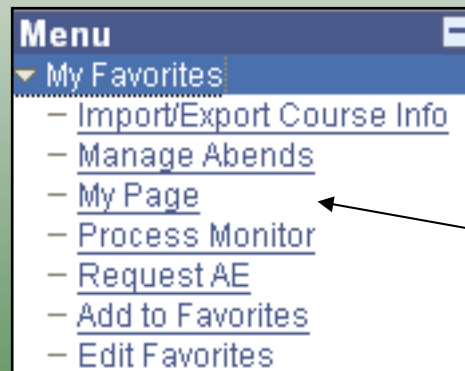 Menu
My Favorites
– Import/Export Course Info
– Manage Abends
– My Page
– Process Monitor
– Request AE
– Add to Favorites
– Edit Favorites